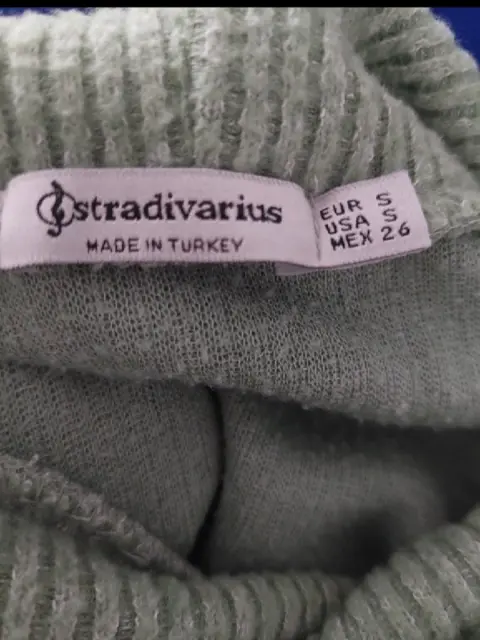 stradivarius
MADE IN TURKEY
EUR S
USA S
MEX 26